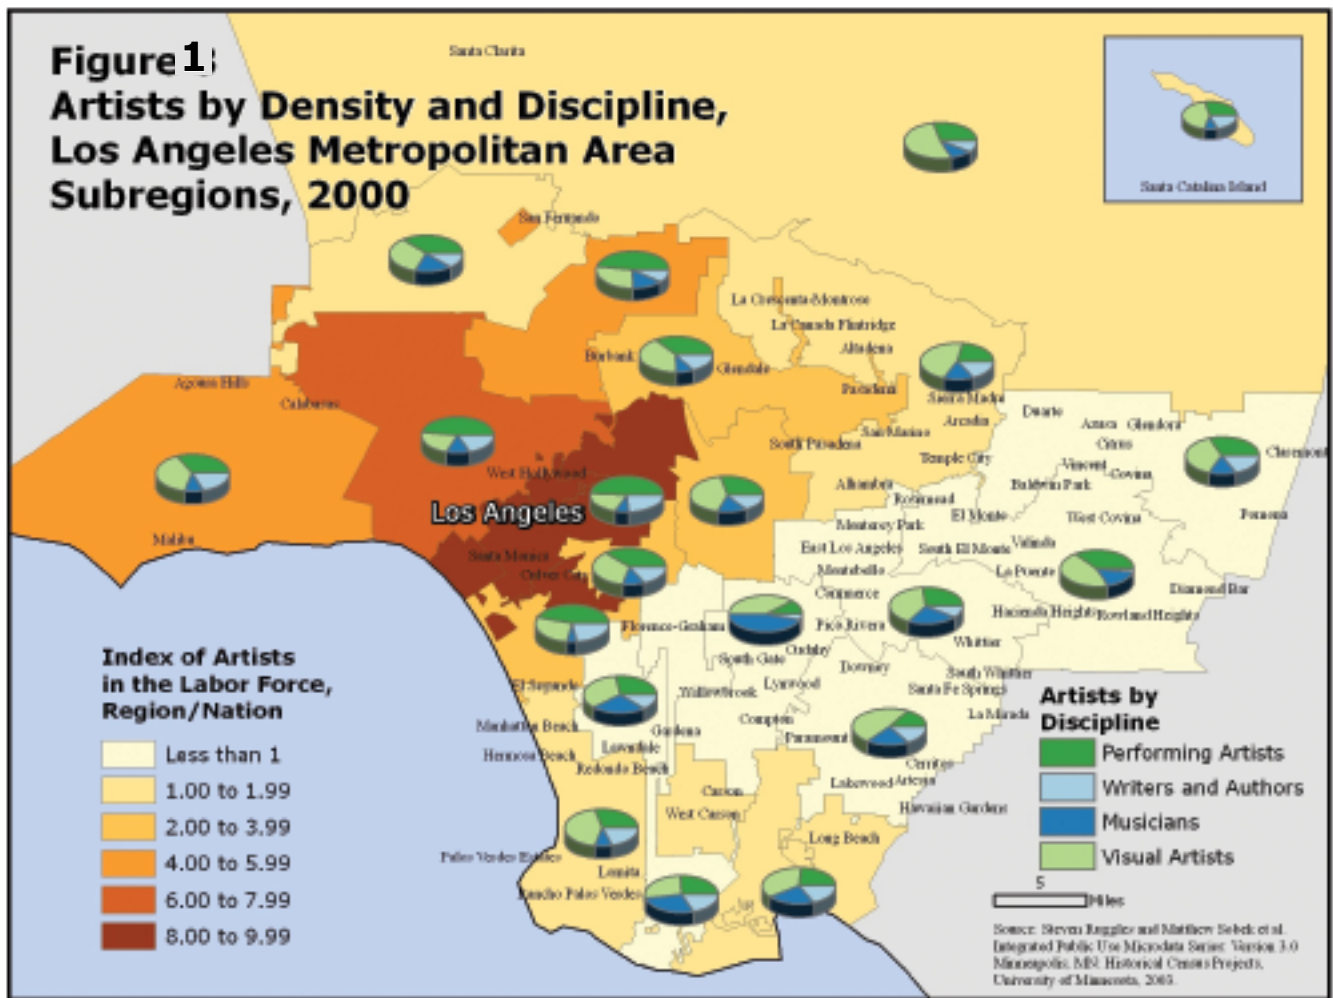 Figure 1
Artists by Density and Discipline,
Los Angeles Metropolitan Area
Subregions, 2000
Santa Clarita
Santa Catalina Island
San Fernando
La Crescenta-Montrose
La Canada Flintridge
Altadena
Burbank
Glendale
Pasadena
Agoura Hills
Calabasas
Sierra Madre
Duarte
Arcadia
Azusa
Glendora
San Marino
Citrus
South Pasadena
Claremont
Temple City
Vincent
Covina
West Hollywood
Alhambra
Baldwin Park
Rosemead
Los Angeles
El Monte
West Covina
Pomona
Monterey Park
Malibu
Santa Monica
East Los Angeles
South El Monte
Valinda
Culver City
Montebello
La Puente
Commerce
Diamond Bar
Hacienda Heights
Rowland Heights
Florence-Graham
Pico Rivera
Whittier
Cudahy
South Gate
Downey
South Whittier
El Segundo
Willowbrook
Lynwood
Santa Fe Springs
La Mirada
Manhattan Beach
Compton
Gardena
Paramount
Hermosa Beach
Lawndale
Redondo Beach
Cerritos
Lakewood
Artesia
Carson
West Carson
Hawaiian Gardens
Long Beach
Palos Verdes Estates
Lomita
Rancho Palos Verdes
Index of Artists
in the Labor Force,
Region/Nation
Less than 1
1.00 to 1.99
2.00 to 3.99
4.00 to 5.99
6.00 to 7.99
8.00 to 9.99
Artists by
Discipline
Performing Artists
Writers and Authors
Musicians
Visual Artists
5
Miles
Source: Steven Ruggles and Matthew Sobek et al.
Integrated Public Use Microdata Series: Version 3.0
Minneapolis, MN: Historical Census Projects,
University of Minnesota, 2003.